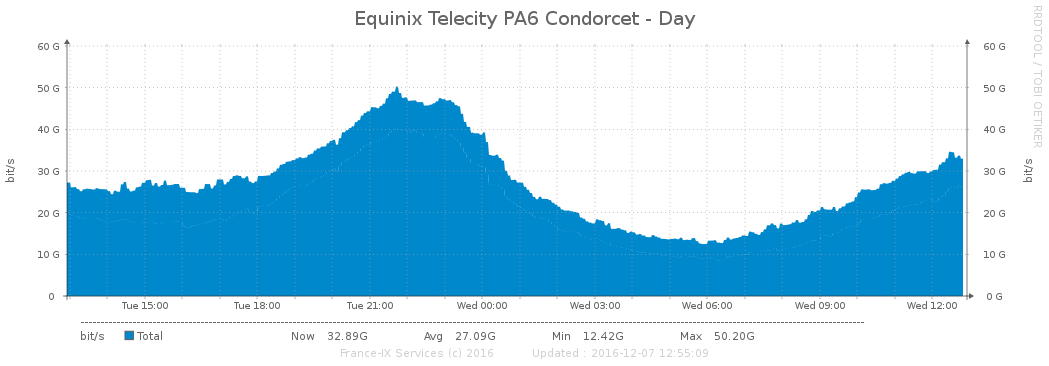 Equinix Telecity PA6 Condorcet - Day
RRDTOOL / TOBI OETIKER
60 G 60 G
50 G 50 G
40 G 40 G
30 G 30 G
20 G 20 G
10 G 10 G
0 0 G
bit/s
bit/s
Tue 15:00 Tue 18:00 Tue 21:00 Wed 00:00 Wed 03:00 Wed 06:00 Wed 09:00 Wed 12:00
bit/s Total Now 32.89G Avg 27.09G Min 12.42G Max 50.20G
France-IX Services (c) 2016 Updated : 2016-12-07 12:55:09